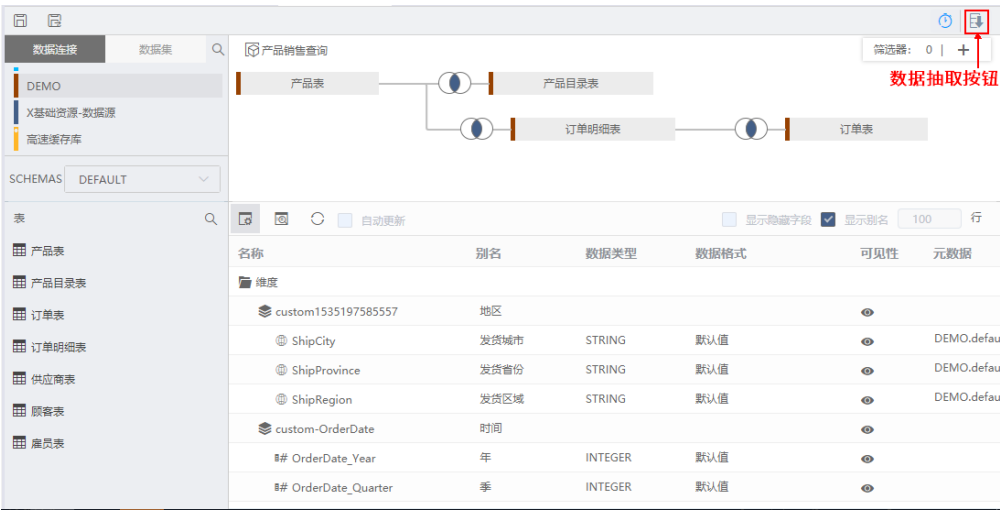 数据连接 数据集
产品销售查询
筛选器: 0 | +
数据抽取按钮
DEMO
X基础资源-数据源
高速缓存库
产品表 产品目录表
订单明细表 订单表
SCHEMAS DEFAULT
表
产品表
产品目录表
订单表
订单明细表
供应商表
顾客表
雇员表
自动更新 显示隐藏字段 显示别名 100 行
名称 别名 数据类型 数据格式 可见性 元数据
维度
custom1535197585557 地区
ShipCity 发货城市 STRING 默认值 DEMO.defau
ShipProvince 发货省份 STRING 默认值 DEMO.defau
ShipRegion 发货区域 STRING 默认值 DEMO.defau
custom-OrderDate 时间
# OrderDate_Year 年 INTEGER 默认值
# OrderDate_Quarter 季 INTEGER 默认值